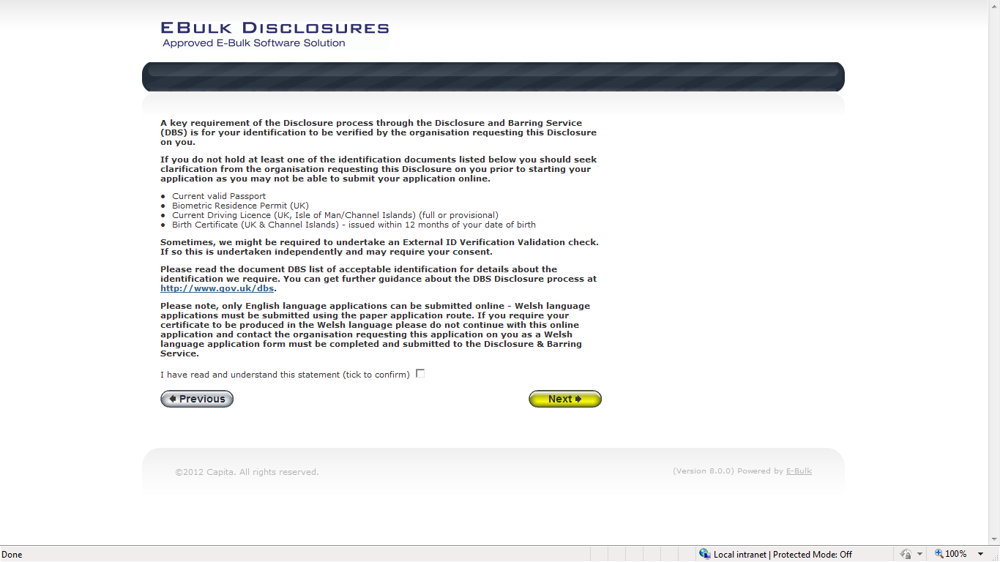 EBULK DISCLOSURES
Approved E-Bulk Software Solution
A key requirement of the Disclosure process through the Disclosure and Barring Service
(DBS) is for your identification to be verified by the organisation requesting this Disclosure
on you.
If you do not hold at least one of the identification documents listed below you should seek
clarification from the organisation requesting this Disclosure on you prior to starting your
application as you may not be able to submit your application online.
● Current valid Passport
● Biometric Residence Permit (UK)
● Current Driving Licence (UK, Isle of Man/Channel Islands) (full or provisional)
● Birth Certificate (UK & Channel Islands) - issued within 12 months of your date of birth
Sometimes, we might be required to undertake an External ID Verification Validation check.
If so this is undertaken independently and may require your consent.
Please read the document DBS list of acceptable identification for details about the
identification we require. You can get further guidance about the DBS Disclosure process at
http://www.gov.uk/dbs.
Please note, only English language applications can be submitted online - Welsh language
applications must be submitted using the paper application route. If you require your
certificate to be produced in the Welsh language please do not continue with this online
application and contact the organisation requesting this application on you as a Welsh
language application form must be completed and submitted to the Disclosure & Barring
Service.
I have read and understand this statement (tick to confirm)
Previous Next
©2012 Capita. All rights reserved. (Version 8.0.0) Powered by E-Bulk
Done Local intranet | Protected Mode: Off 100%